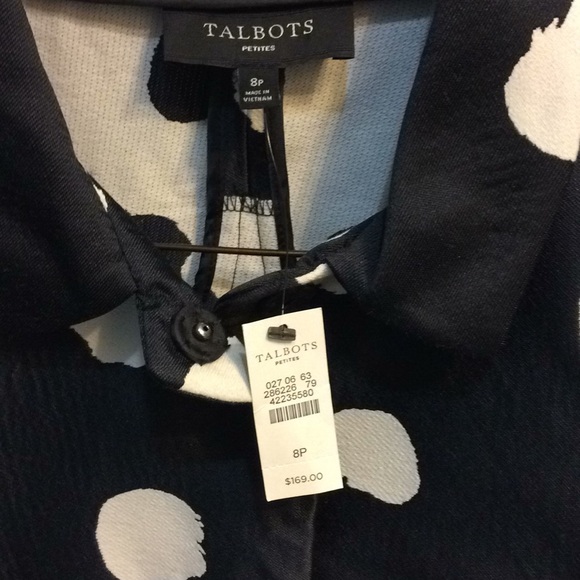 TALBOTS
PETITES
8P
MADE IN
VIETNAM
TALBOTS
PETITES
027 06 63
286226 79
42235580
8P
$169.00